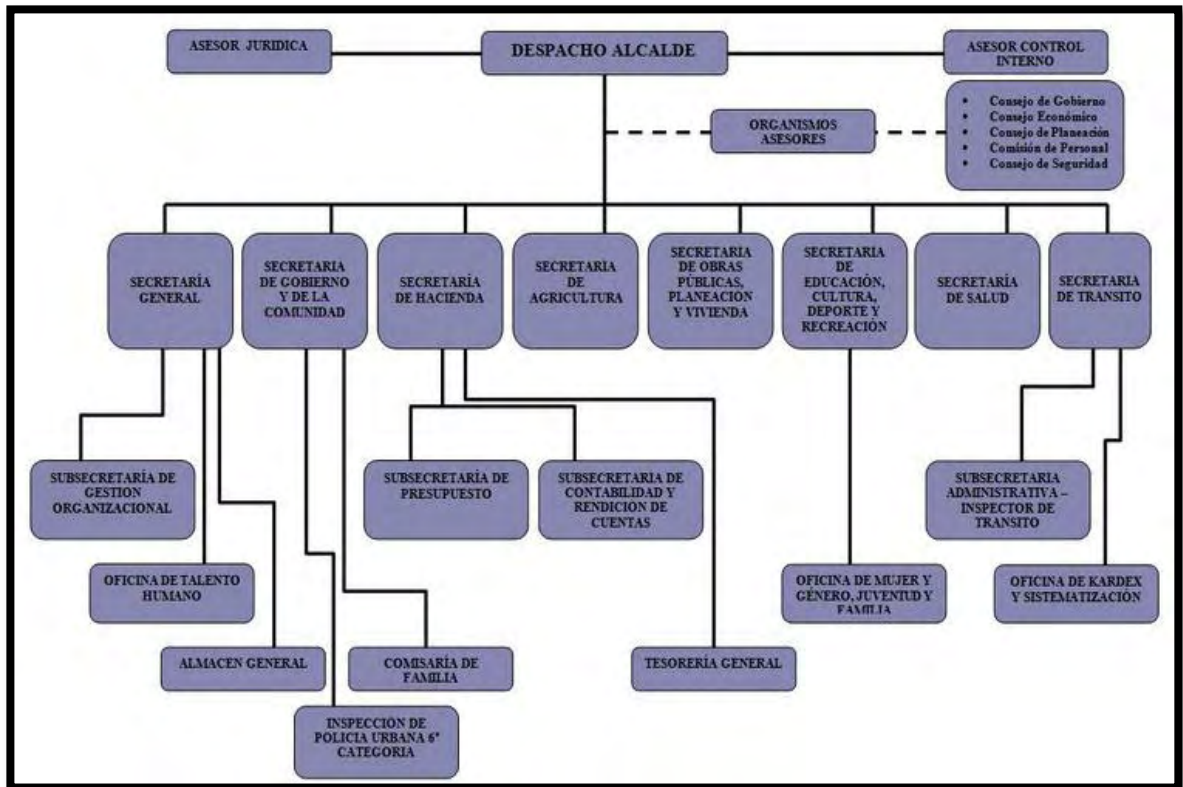 ASESOR JURIDICA
DESPACHO ALCALDE
ASESOR CONTROL
INTERNO
ORGANISMOS
ASESORES
• Consejo de Gobierno
• Consejo Económico
• Consejo de Planeación
• Comisión de Personal
• Consejo de Seguridad
SECRETARÍA
GENERAL
SECRETARIA
DE GOBIERNO
Y DE LA
COMUNIDAD
SECRETARÍA
DE HACIENDA
SECRETARÍA
DE
AGRICULTURA
SECRETARIA
DE OBRAS
PÚBLICAS,
PLANEACIÓN
Y VIVIENDA
SECRETARIA
DE
EDUCACIÓN,
CULTURA,
DEPORTE Y
RECREACIÓN
SECRETARÍA
DE SALUD
SECRETARIA
DE TRANSITO
SUBSECRETARÍA DE
GESTION
ORGANIZACIONAL
SUBSECRETARÍA DE
PRESUPUESTO
SUBSECRETARIA DE
CONTABILIDAD Y
RENDICION DE
CUENTAS
SUBSECRETARIA
ADMINISTRATIVA –
INSPECTOR DE
TRANSITO
OFICINA DE TALENTO
HUMANO
OFICINA DE MUJER Y
GÉNERO, JUVENTUD Y
FAMILIA
OFICINA DE KARDEX
Y SISTEMATIZACIÓN
ALMACEN GENERAL
COMISARÍA DE
FAMILIA
TESORERÍA GENERAL
INSPECCIÓN DE
POLICIA URBANA 6ª
CATEGORIA